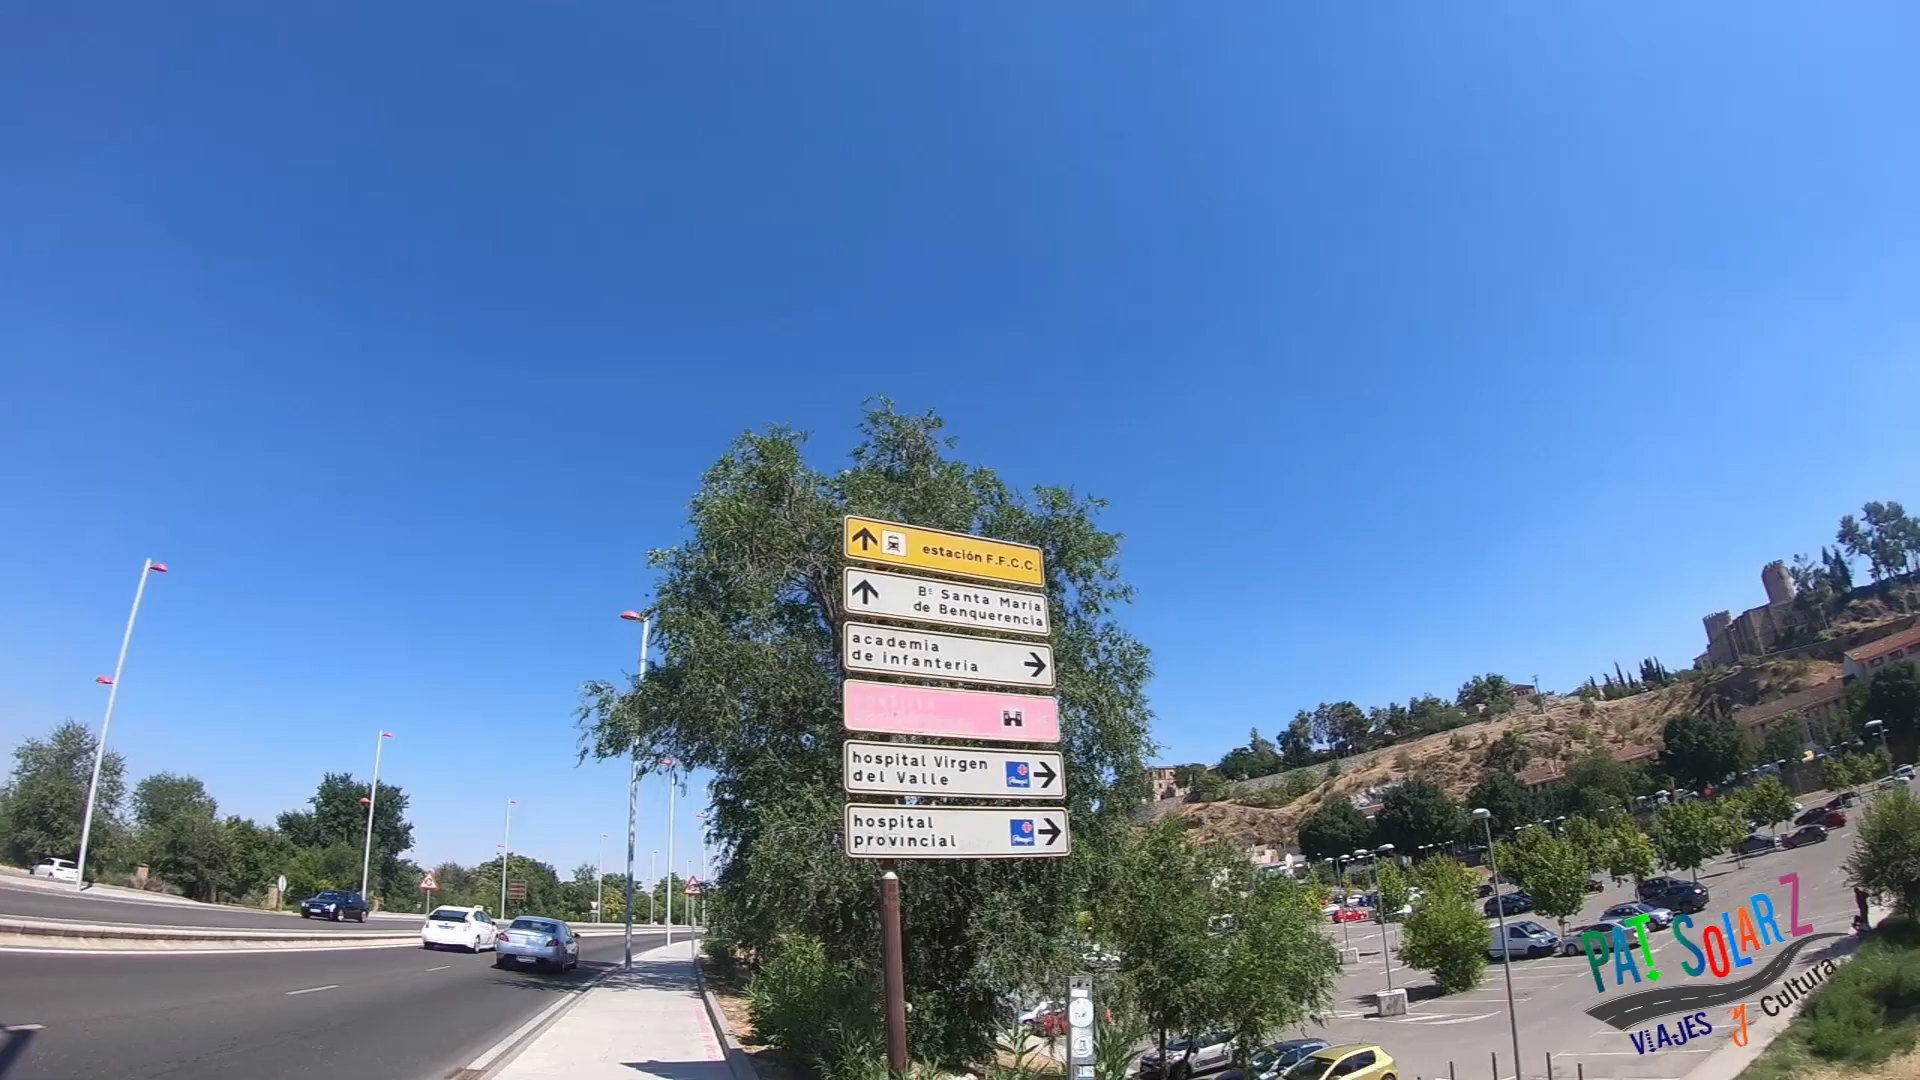 estación F.F.C.C.
Bº Santa María
de Benquerencia
academia
de infantería
hospital Virgen
del Valle
hospital
provincial
PAT SOLARZ
VIAJES y Cultura